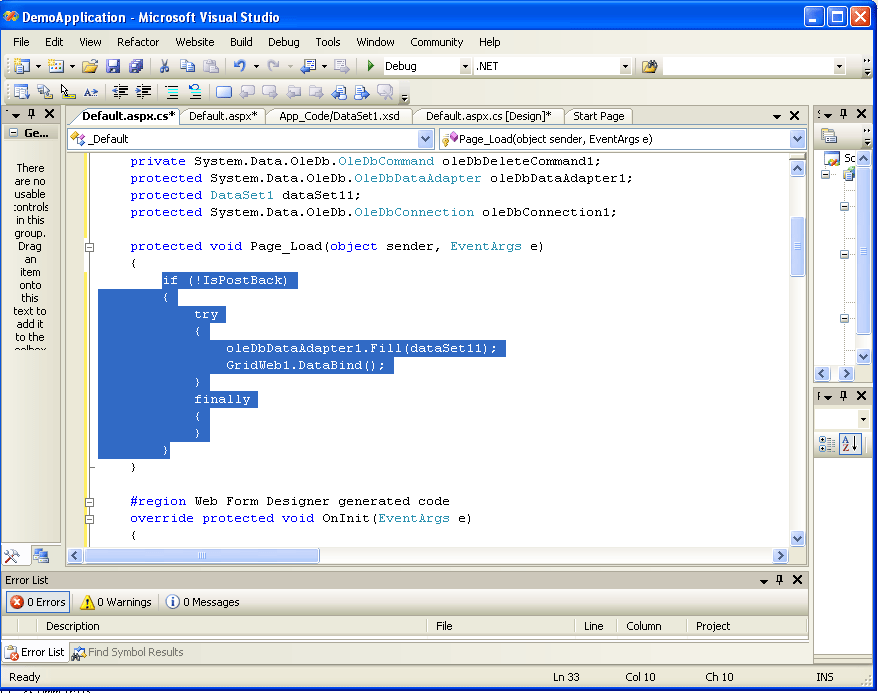 DemoApplication - Microsoft Visual Studio
File Edit View Refactor Website Build Debug Tools Window Community Help
Debug .NET
Default.aspx.cs* Default.aspx* App_Code/DataSet1.xsd Default.aspx.cs [Design]* Start Page
Ge...
_Default Page_Load(object sender, EventArgs e)
There
are no
usable
controls
in this
group.
Drag
an
item
onto
this
text to
add it
to the
private System.Data.OleDb.OleDbCommand oleDbDeleteCommand1;
protected System.Data.OleDb.OleDbDataAdapter oleDbDataAdapter1;
protected DataSet1 dataSet11;
protected System.Data.OleDb.OleDbConnection oleDbConnection1;
protected void Page_Load(object sender, EventArgs e)
{
if (!IsPostBack)
{
try
{
oleDbDataAdapter1.Fill(dataSet11);
GridWeb1.DataBind();
}
finally
{
}
}
}
#region Web Form Designer generated code
override protected void OnInit(EventArgs e)
{
Sc
Error List
0 Errors 0 Warnings 0 Messages
Description File Line Column Project
Error List Find Symbol Results
Ready Ln 33 Col 10 Ch 10 INS